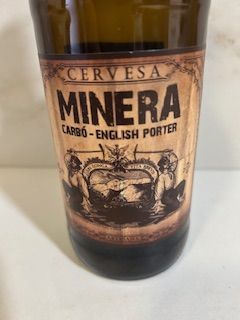 CERVESA
MINERA
CARBÓ - ENGLISH PORTER